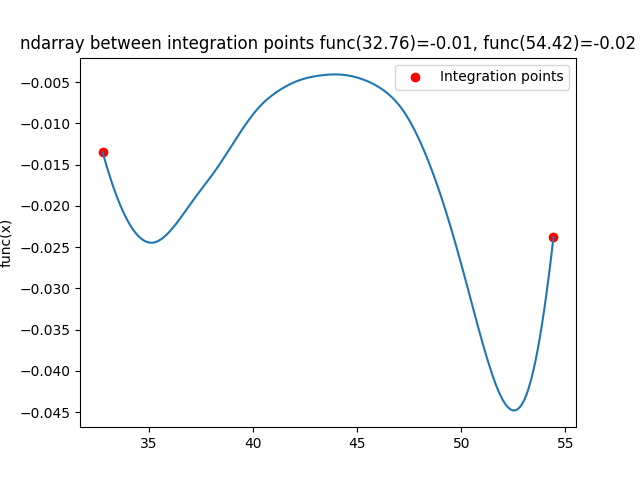 ndarray between integration points func(32.76)=-0.01, func(54.42)=-0.02
Integration points
−0.005
−0.010
−0.015
−0.020
−0.025
−0.030
−0.035
−0.040
−0.045
func(x)
35 40 45 50 55